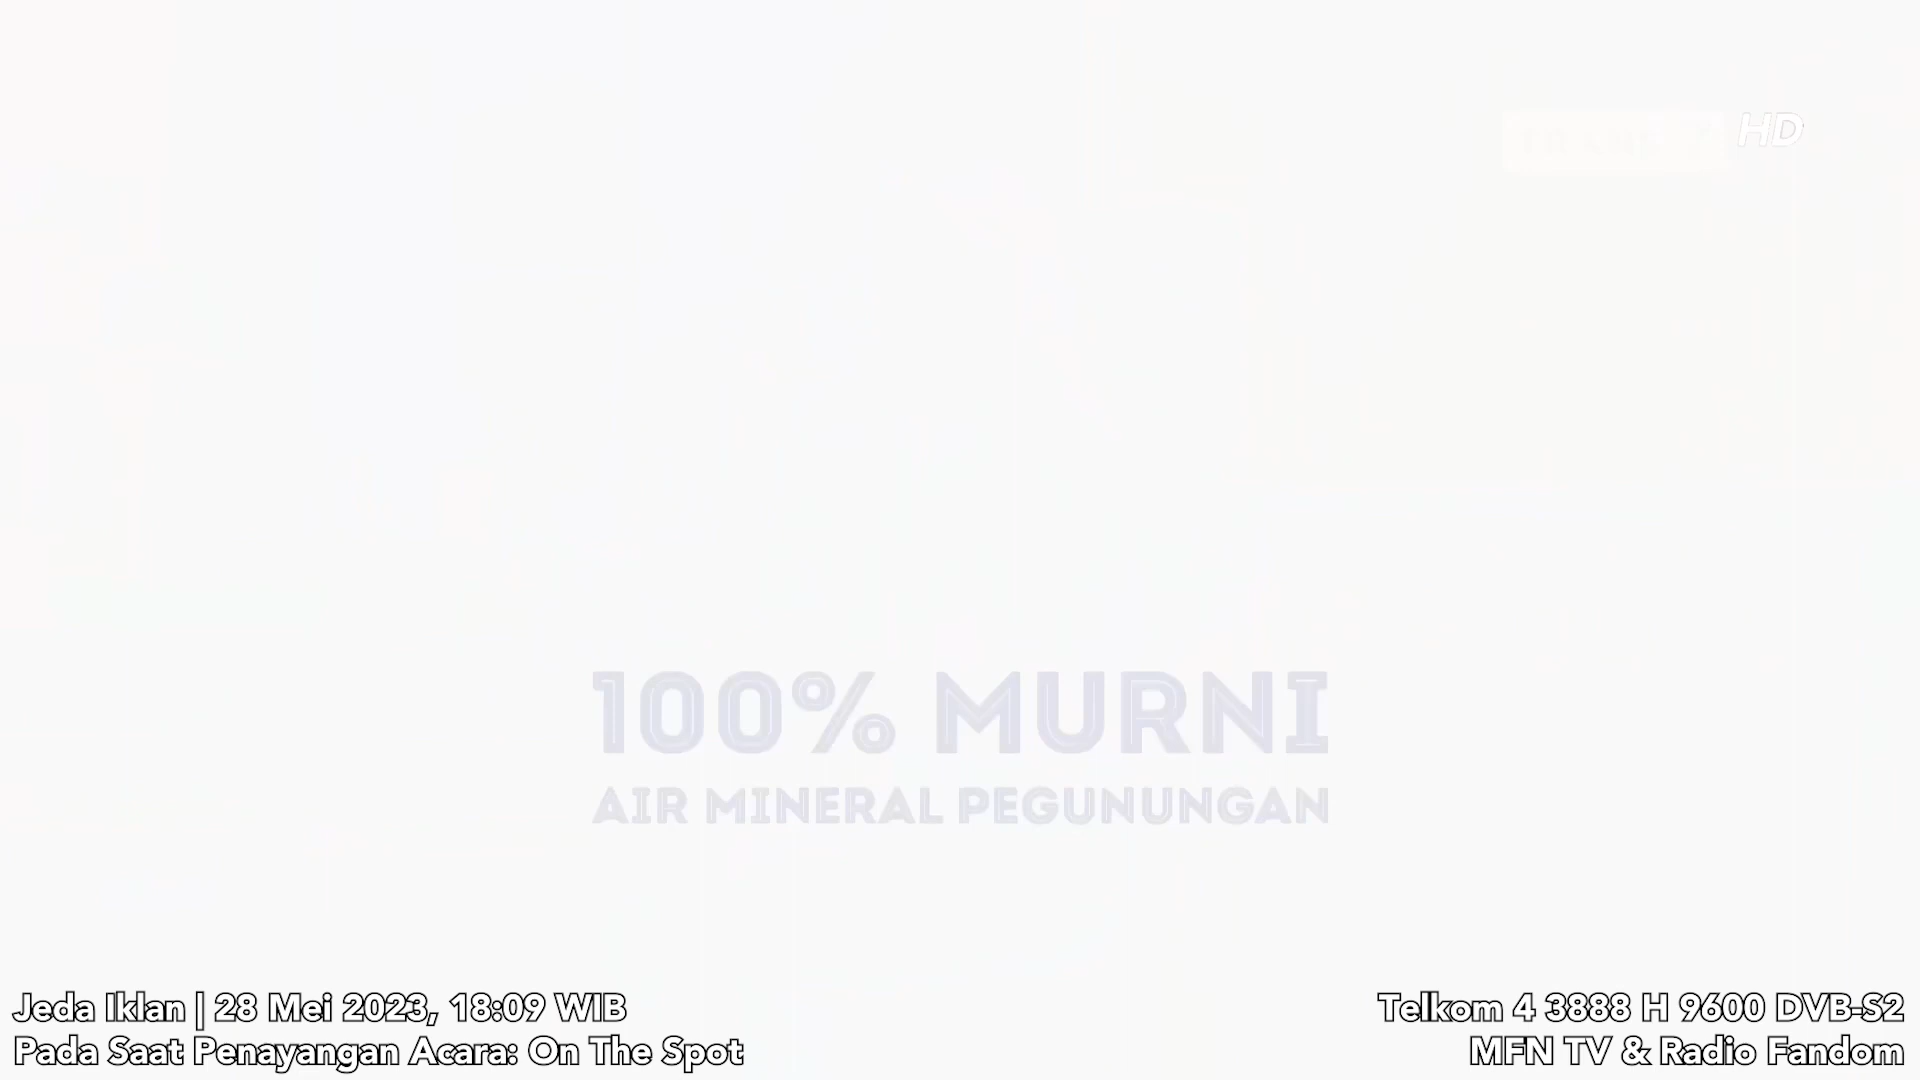 HD
100% MURNI
AIR MINERAL PEGUNUNGAN
Jeda Iklan | 28 Mei 2023, 18:09 WIB
Pada Saat Penayangan Acara: On The Spot
Telkom 4 3888 H 9600 DVB-S2
MFN TV & Radio Fandom